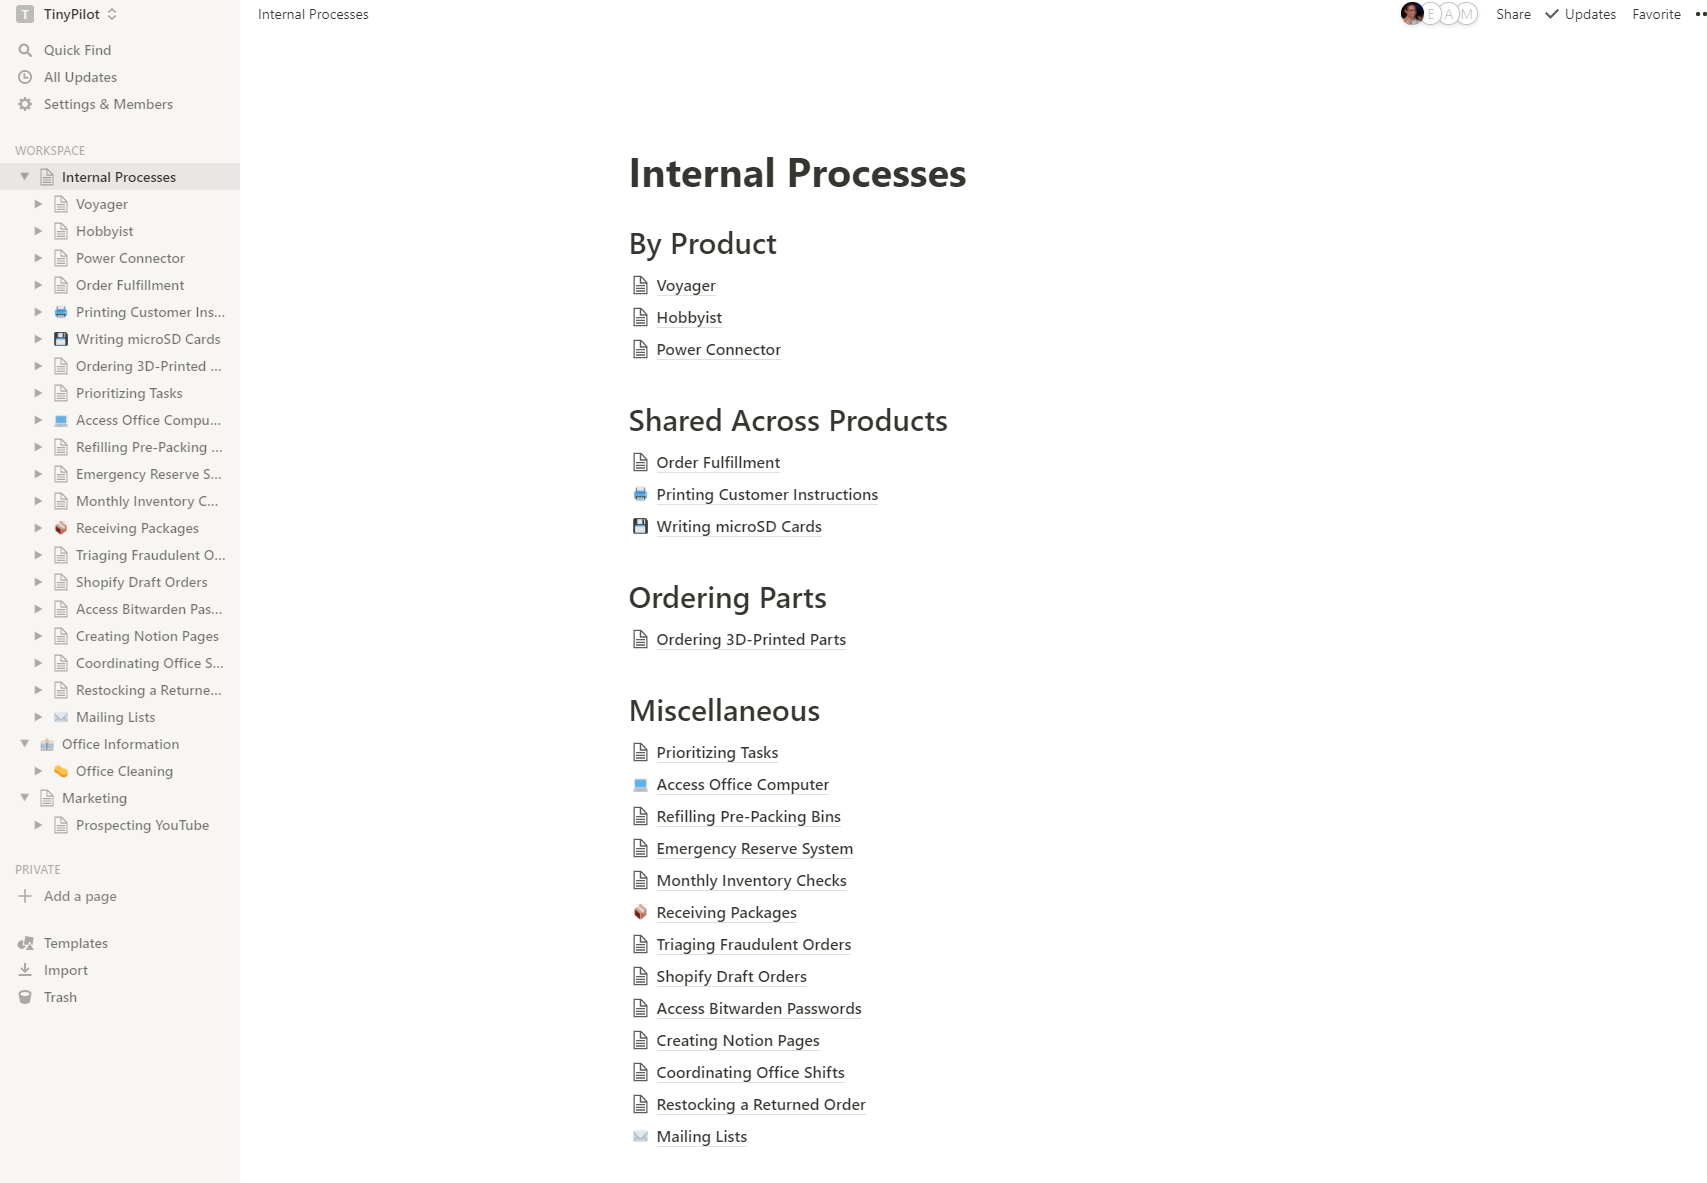 T TinyPilot
Quick Find
All Updates
Settings & Members
WORKSPACE
Internal Processes
Voyager
Hobbyist
Power Connector
Order Fulfillment
Printing Customer Ins...
Writing microSD Cards
Ordering 3D-Printed ...
Prioritizing Tasks
Access Office Compu...
Refilling Pre-Packing ...
Emergency Reserve S...
Monthly Inventory C...
Receiving Packages
Triaging Fraudulent O...
Shopify Draft Orders
Access Bitwarden Pas...
Creating Notion Pages
Coordinating Office S...
Restocking a Returne...
Mailing Lists
Office Information
Office Cleaning
Marketing
Prospecting YouTube
PRIVATE
Add a page
Templates
Import
Trash
Internal Processes
E A M Share Updates Favorite
Internal Processes
By Product
Voyager
Hobbyist
Power Connector
Shared Across Products
Order Fulfillment
Printing Customer Instructions
Writing microSD Cards
Ordering Parts
Ordering 3D-Printed Parts
Miscellaneous
Prioritizing Tasks
Access Office Computer
Refilling Pre-Packing Bins
Emergency Reserve System
Monthly Inventory Checks
Receiving Packages
Triaging Fraudulent Orders
Shopify Draft Orders
Access Bitwarden Passwords
Creating Notion Pages
Coordinating Office Shifts
Restocking a Returned Order
Mailing Lists